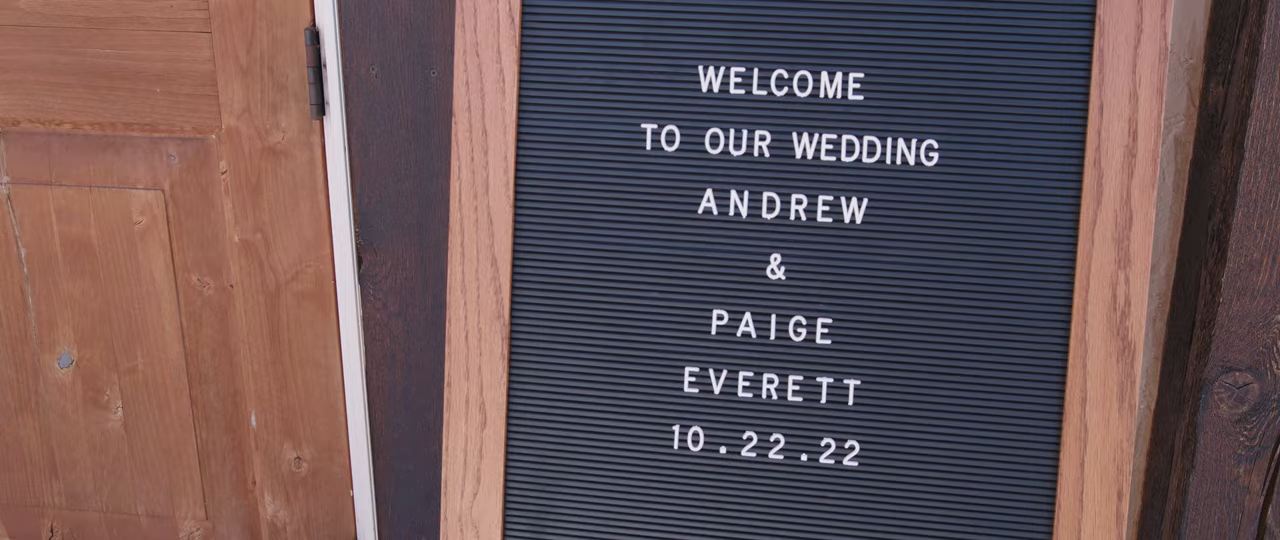 WELCOME
TO OUR WEDDING
ANDREW
&
PAIGE
EVERETT
10.22.22